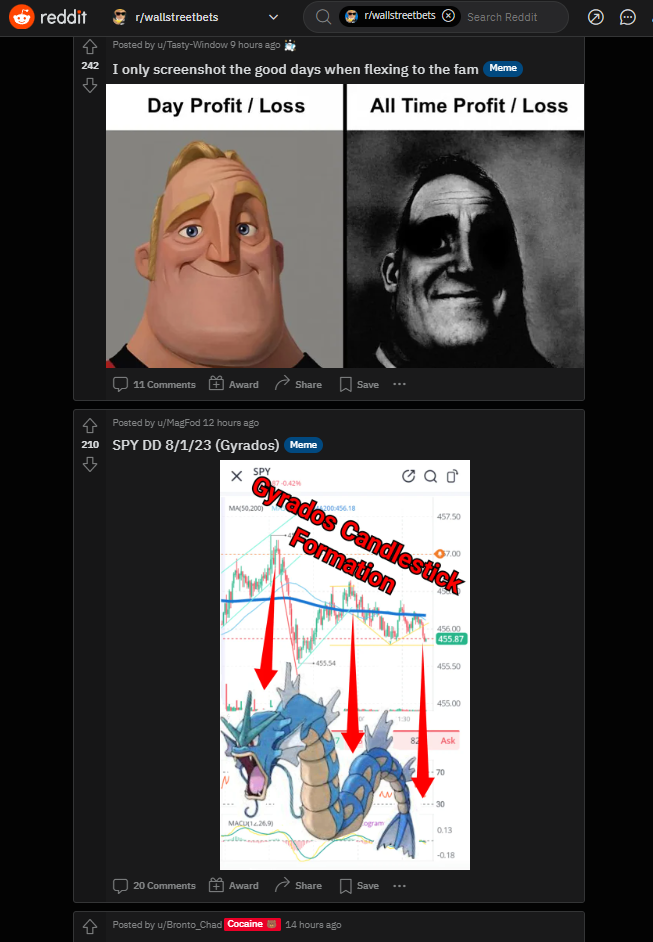 reddit
r/wallstreetbets
r/wallstreetbets
Search Reddit
Posted by u/Tasty-Window 9 hours ago
242
I only screenshot the good days when flexing to the fam
Meme
Day Profit / Loss
All Time Profit / Loss
11 Comments
Award
Share
Save
Posted by u/MagFod 12 hours ago
210
SPY DD 8/1/23 (Gyrados)
Meme
SPY
87 -0.42%
Gyrados Candlestick
Formation
MA(50,200)
200:456.18
457.50
7.00
456.00
455.87
455.54
455.50
455.00
1:30
82
Ask
70
30
MACD(12,26,9)
ogram
0.13
-0.18
20 Comments
Award
Share
Save
Posted by u/Bronto_Chad
Cocaine
14 hours ago